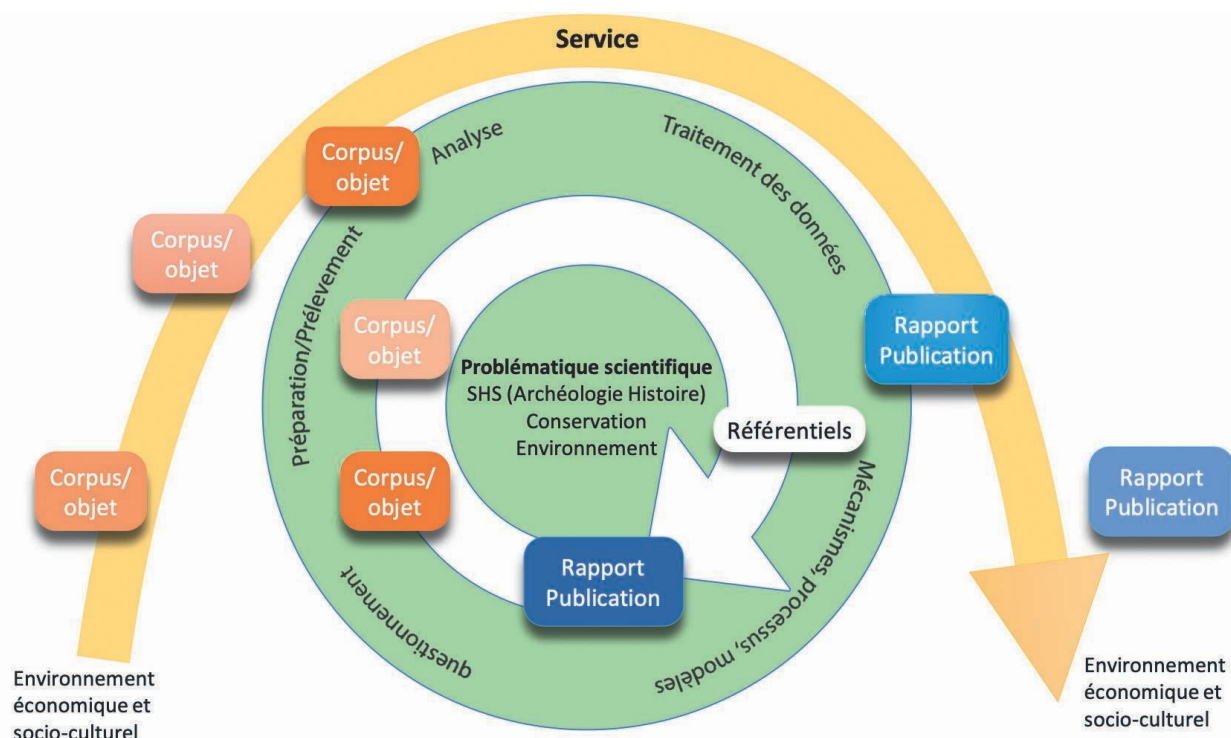 Service
Analyse
Traitement des données
Corpus/
objet
Corpus/
objet
Préparation/Prélevement
Corpus/
objet
Rapport
Publication
Problématique scientifique
SHS (Archéologie Histoire)
Conservation
Environnement
Référentiels
Corpus/
objet
Corpus/
objet
Rapport
Publication
Rapport
Publication
questionnement
Mécanismes, processus, modèles
Environnement
économique et
socio-culturel
Environnement
économique et
socio-culturel